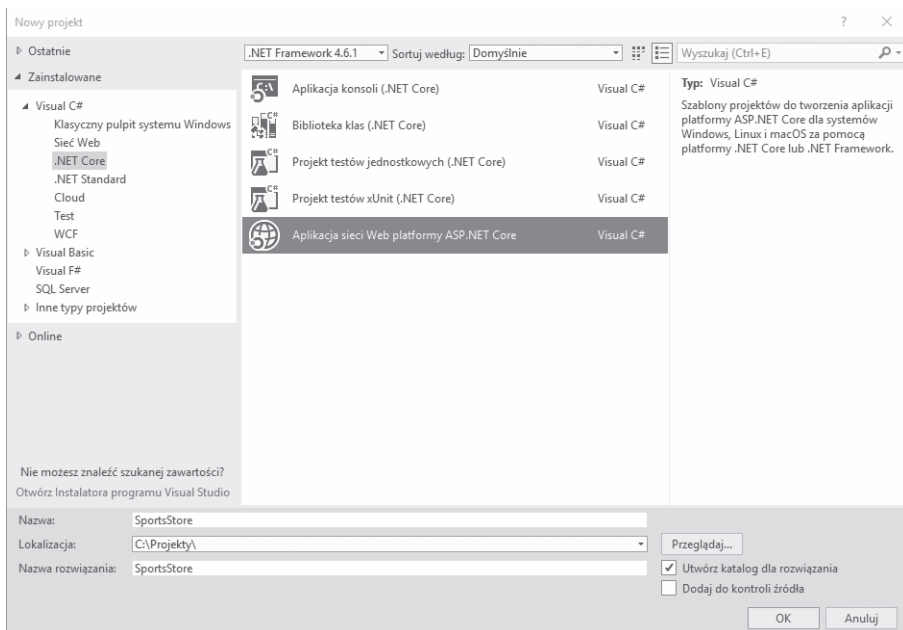 Nowy projekt
Ostatnie
Zainstalowane
Visual C#
Klasyczny pulpit systemu Windows
Sieć Web
.NET Core
.NET Standard
Cloud
Test
WCF
Visual Basic
Visual F#
SQL Server
Inne typy projektów
Online
Nie możesz znaleźć szukanej zawartości?
Otwórz Instalatora programu Visual Studio
.NET Framework 4.6.1 Sortuj według: Domyślnie
Wyszukaj (Ctrl+E)
Aplikacja konsoli (.NET Core) Visual C#
Biblioteka klas (.NET Core) Visual C#
Projekt testów jednostkowych (.NET Core) Visual C#
Projekt testów xUnit (.NET Core) Visual C#
Aplikacja sieci Web platformy ASP.NET Core Visual C#
Typ: Visual C#
Szablony projektów do tworzenia aplikacji
platformy ASP.NET Core dla systemów
Windows, Linux i macOS za pomocą
platformy .NET Core lub .NET Framework.
Nazwa: SportsStore
Lokalizacja: C:\Projekty\ Przeglądaj...
Nazwa rozwiązania: SportsStore
Utwórz katalog dla rozwiązania
Dodaj do kontroli źródła
OK Anuluj